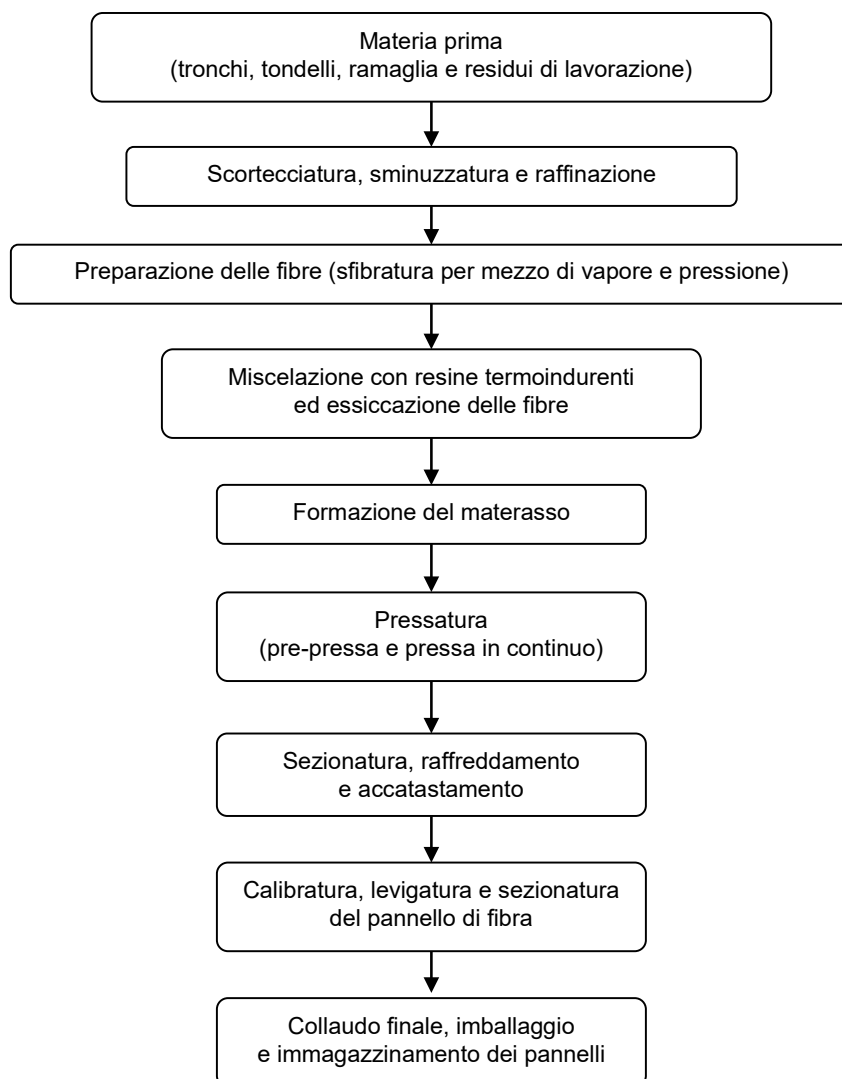 Materia prima
(tronchi, tondelli, ramaglia e residui di lavorazione)
Scortecciatura, sminuzzatura e raffinazione
Preparazione delle fibre (sfibratura per mezzo di vapore e pressione)
Miscelazione con resine termoindurenti
ed essiccazione delle fibre
Formazione del materasso
Pressatura
(pre-pressa e pressa in continuo)
Sezionatura, raffreddamento
e accatastamento
Calibratura, levigatura e sezionatura
del pannello di fibra
Collaudo finale, imballaggio
e immagazzinamento dei pannelli